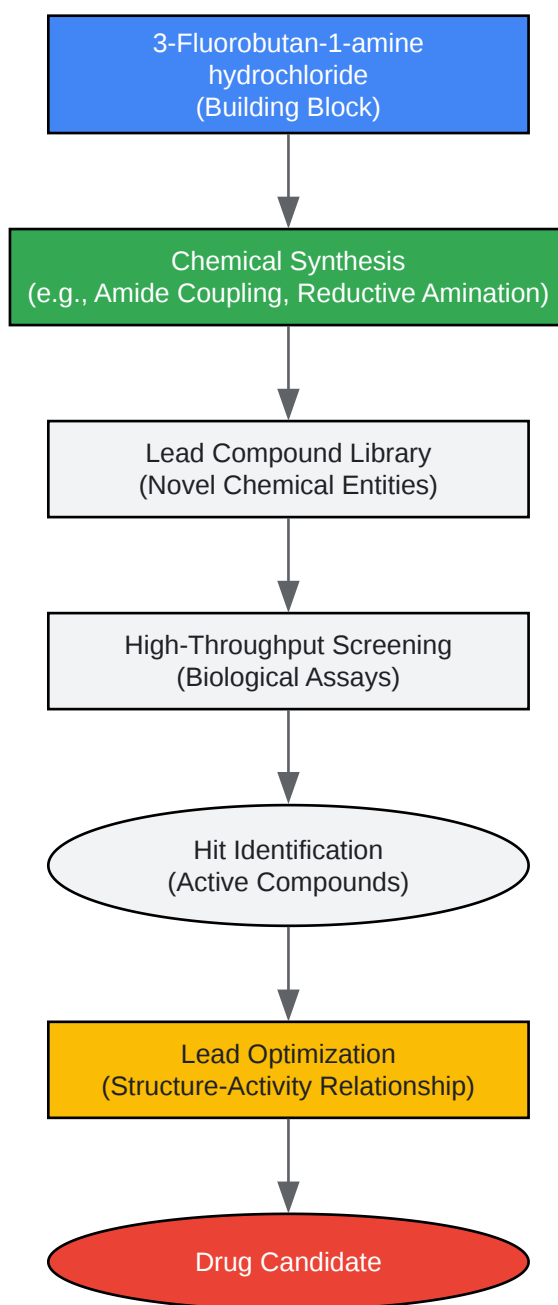 3-Fluorobutan-1-amine
hydrochloride
(Building Block)
Chemical Synthesis
(e.g., Amide Coupling, Reductive Amination)
Lead Compound Library
(Novel Chemical Entities)
High-Throughput Screening
(Biological Assays)
Hit Identification
(Active Compounds)
Lead Optimization
(Structure-Activity Relationship)
Drug Candidate